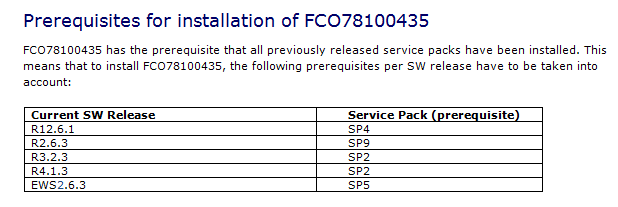 Prerequisites for installation of FCO78100435
FCO78100435 has the prerequisite that all previously released service packs have been installed. This
means that to install FCO78100435, the following prerequisites per SW release have to be taken into
account:
Current SW Release Service Pack (prerequisite)
R12.6.1 SP4
R2.6.3 SP9
R3.2.3 SP2
R4.1.3 SP2
EWS2.6.3 SP5